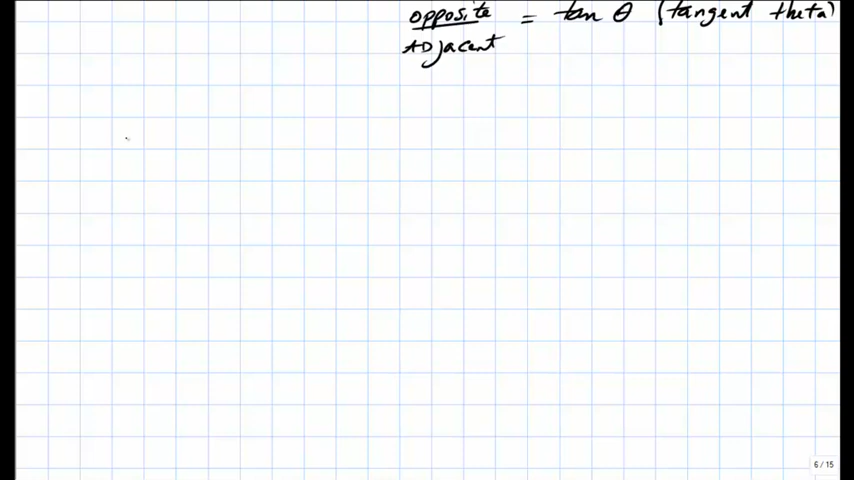 opposite = tan θ (tangent theta)
ADjacent
6 / 15